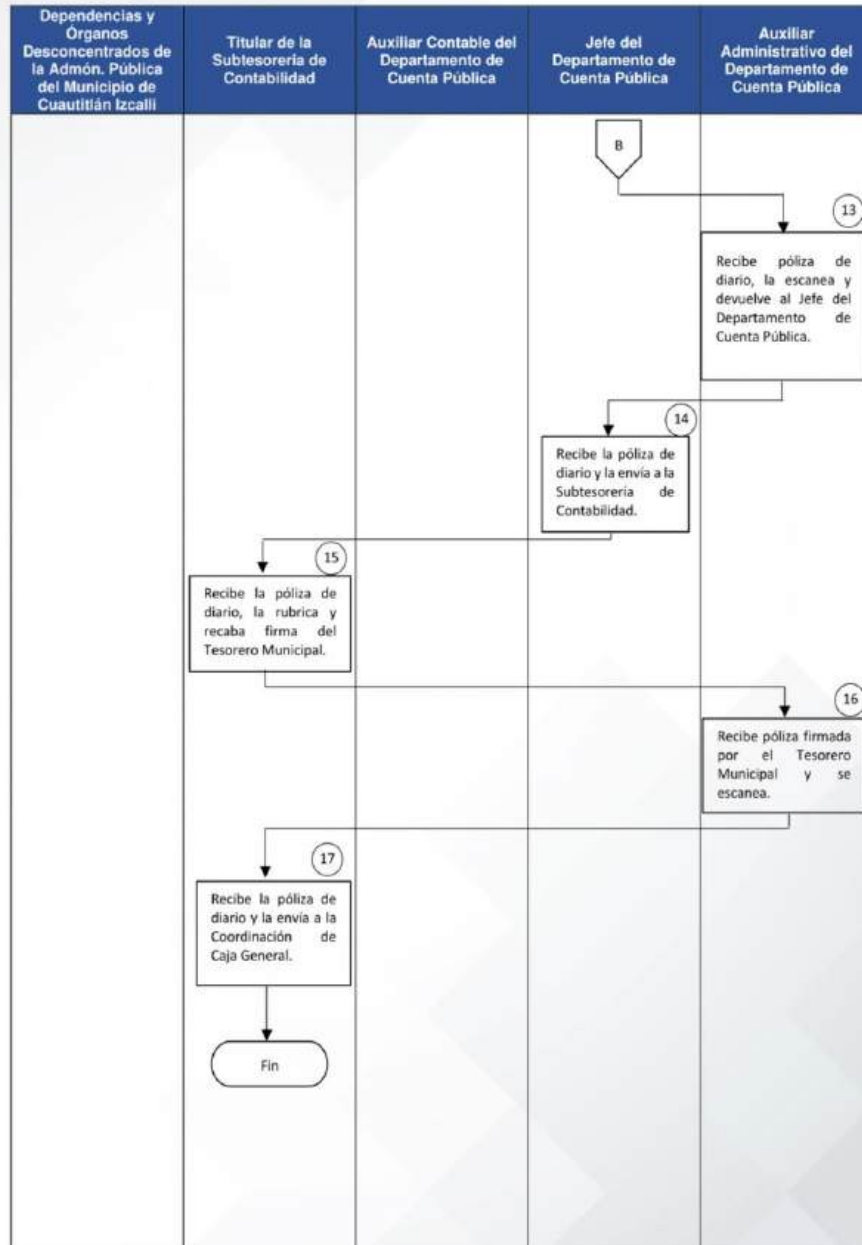 Dependencias y
Órganos
Desconcentrados de
la Admón. Pública
del Municipio de
Cuautitlán Izcalli
Titular de la
Subtesoreria de
Contabilidad
Auxiliar Contable del
Departamento de
Cuenta Pública
Jefe del
Departamento de
Cuenta Pública
Auxiliar
Administrativo del
Departamento de
Cuenta Pública
B
13
Recibe póliza de
diario, la escanea y
devuelve al Jefe del
Departamento de
Cuenta Pública.
14
Recibe la póliza de
diario y la envía a la
Subtesorería de
Contabilidad.
15
Recibe la póliza de
diario, la rubrica y
recaba firma del
Tesorero Municipal.
16
Recibe póliza firmada
por el Tesorero
Municipal y se
escanea.
17
Recibe la póliza de
diario y la envía a la
Coordinación de
Caja General.
Fin